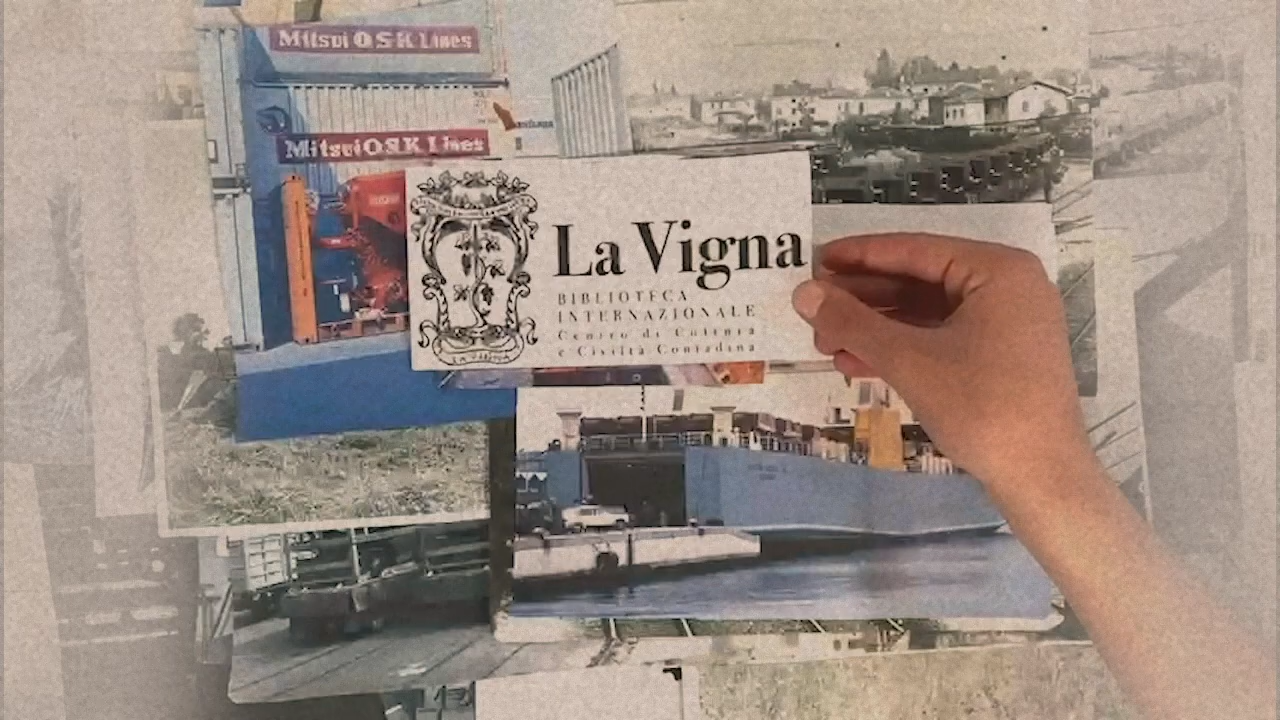 Mitsui O.S.K. Lines
Mitsui O.S.K. Lines
La Vigna
BIBLIOTECA
INTERNAZIONALE
Centro di Cultura
e Civiltà Contadina
LA VIGNA